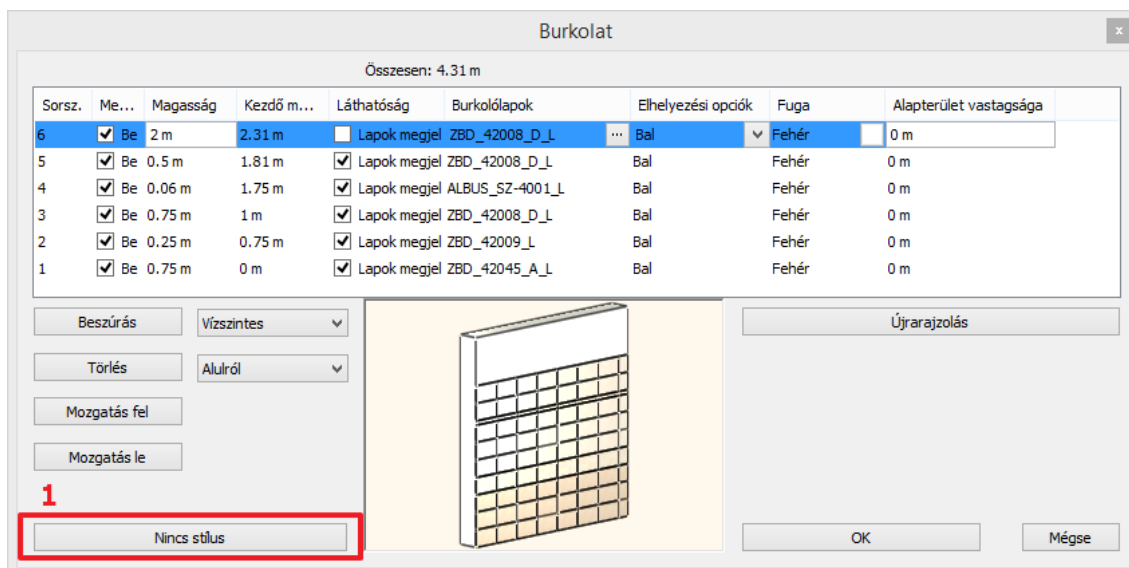 Burkolat
x
Összesen: 4.31 m
Sorsz. Me... Magasság Kezdő m... Láthatóság Burkolólapok Elhelyezési opciók Fuga Alapterület vastagsága
6 Be 2 m 2.31 m Lapok megjel ZBD_42008_D_L ... Bal Fehér 0 m
5 Be 0.5 m 1.81 m Lapok megjel ZBD_42008_D_L Bal Fehér 0 m
4 Be 0.06 m 1.75 m Lapok megjel ALBUS_SZ-4001_L Bal Fehér 0 m
3 Be 0.75 m 1 m Lapok megjel ZBD_42008_D_L Bal Fehér 0 m
2 Be 0.25 m 0.75 m Lapok megjel ZBD_42009_L Bal Fehér 0 m
1 Be 0.75 m 0 m Lapok megjel ZBD_42045_A_L Bal Fehér 0 m
Beszúrás Vízszintes Újrarajzolás
Törlés Alulról
Mozgatás fel
Mozgatás le
1
Nincs stílus OK Mégse